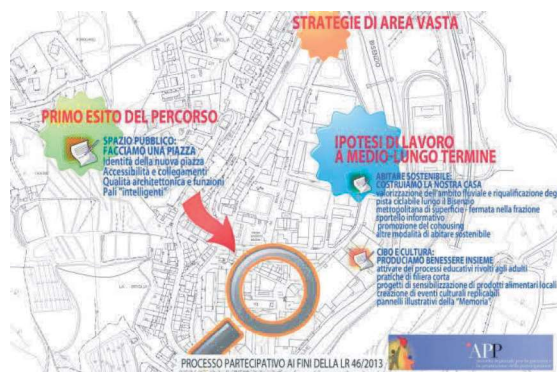 STRATEGIE DI AREA VASTA
PRIMO ESITO DEL PERCORSO
SPAZIO PUBBLICO:
FACCIAMO UNA PIAZZA
Identità della nuova piazza
Accessibilità e collegamenti
Qualità architettonica e funzioni
Pali "intelligenti"
IPOTESI DI LAVORO
A MEDIO-LUNGO TERMINE
ABITARE SOSTENIBILE:
COSTRUIAMO LA NOSTRA CASA
valorizzazione dell'ambito fluviale e riqualificazione deg
pista ciclabile lungo il Bisenzio
metropolitana di superficie - fermata nella frazione
sportello informativo
promozione del cohousing
altre modalità di abitare sostenibile
CIBO E CULTURA:
PRODUCIAMO BENESSERE INSIEME
attivare dei processi educativi rivolti agli adulti
pratiche di filiera corta
progetti di sensibilizzazione di prodotti alimentari locali
creazione di eventi culturali replicabili
pannelli illustrativi della "Memoria"
PROCESSO PARTECIPATIVO AI FINI DELLA LR 46/2013
APP